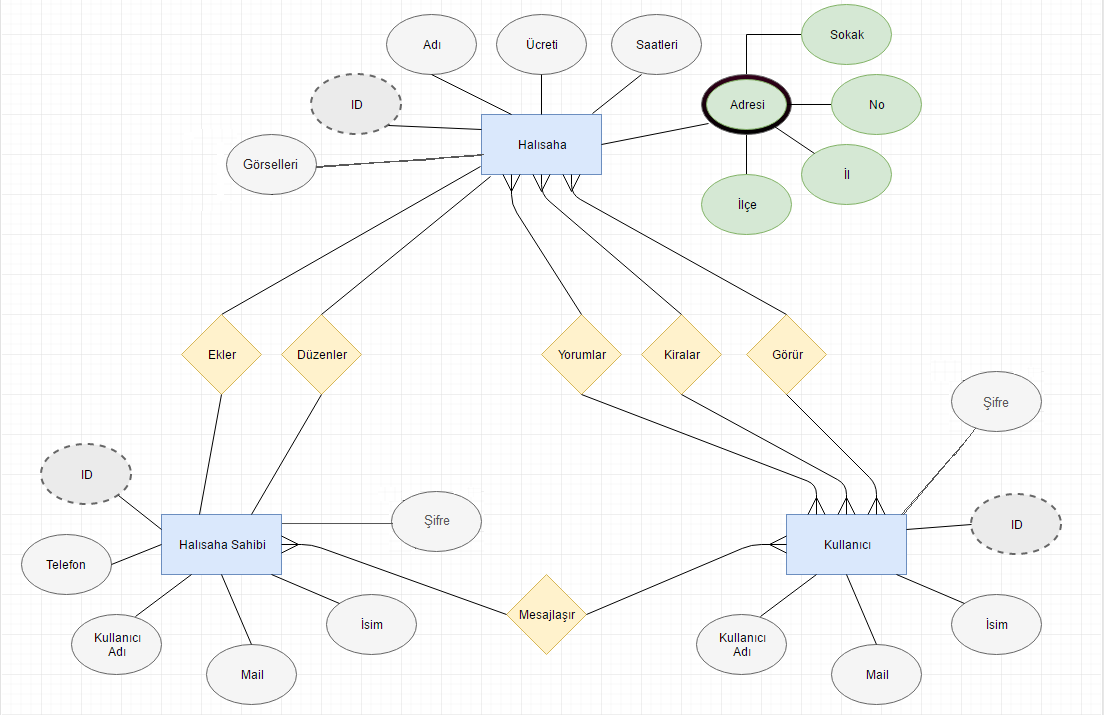 Sokak
Adı
Ücreti
Saatleri
ID
Adresi
No
Halısaha
Görselleri
İl
İlçe
Ekler
Düzenler
Yorumlar
Kiralar
Görür
Şifre
ID
Şifre
ID
Halısaha Sahibi
Kullanıcı
Telefon
Mesajlaşır
İsim
İsim
Kullanıcı
Adı
Kullanıcı
Adı
Mail
Mail